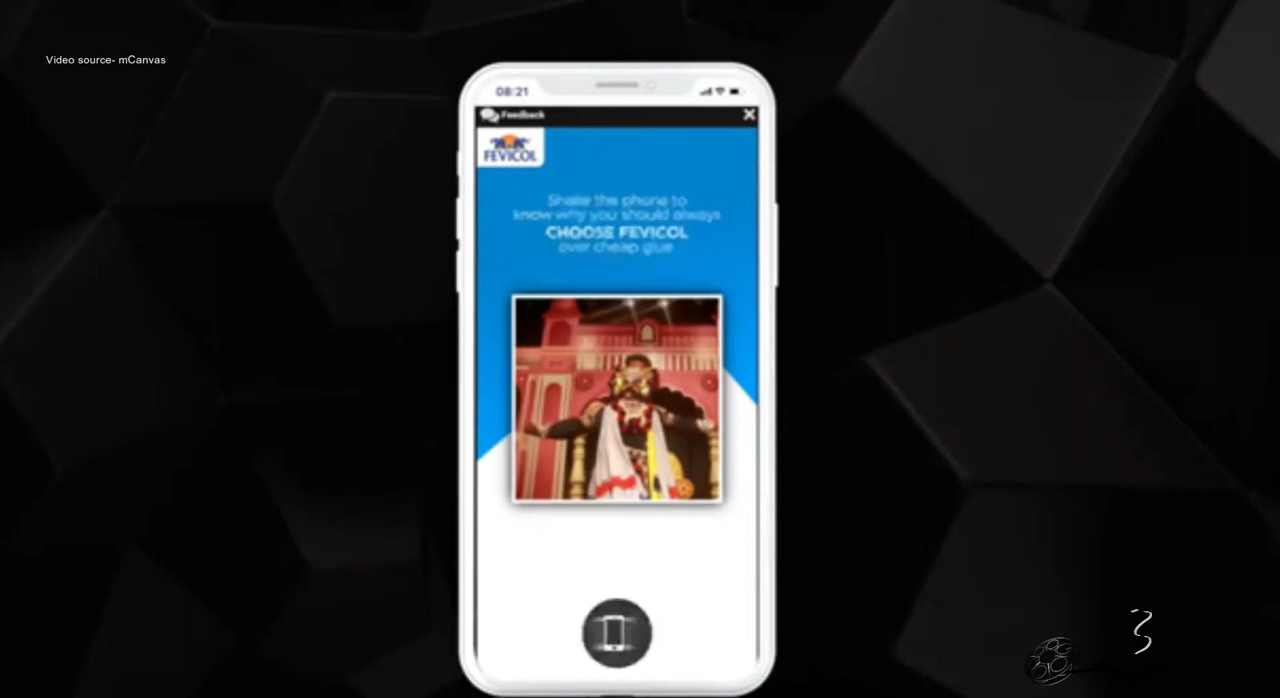 Video source- mCanvas
08:21
Feedback
FEVICOL
Shake the phone to
know why you should always
CHOOSE FEVICOL
over cheap glue
3